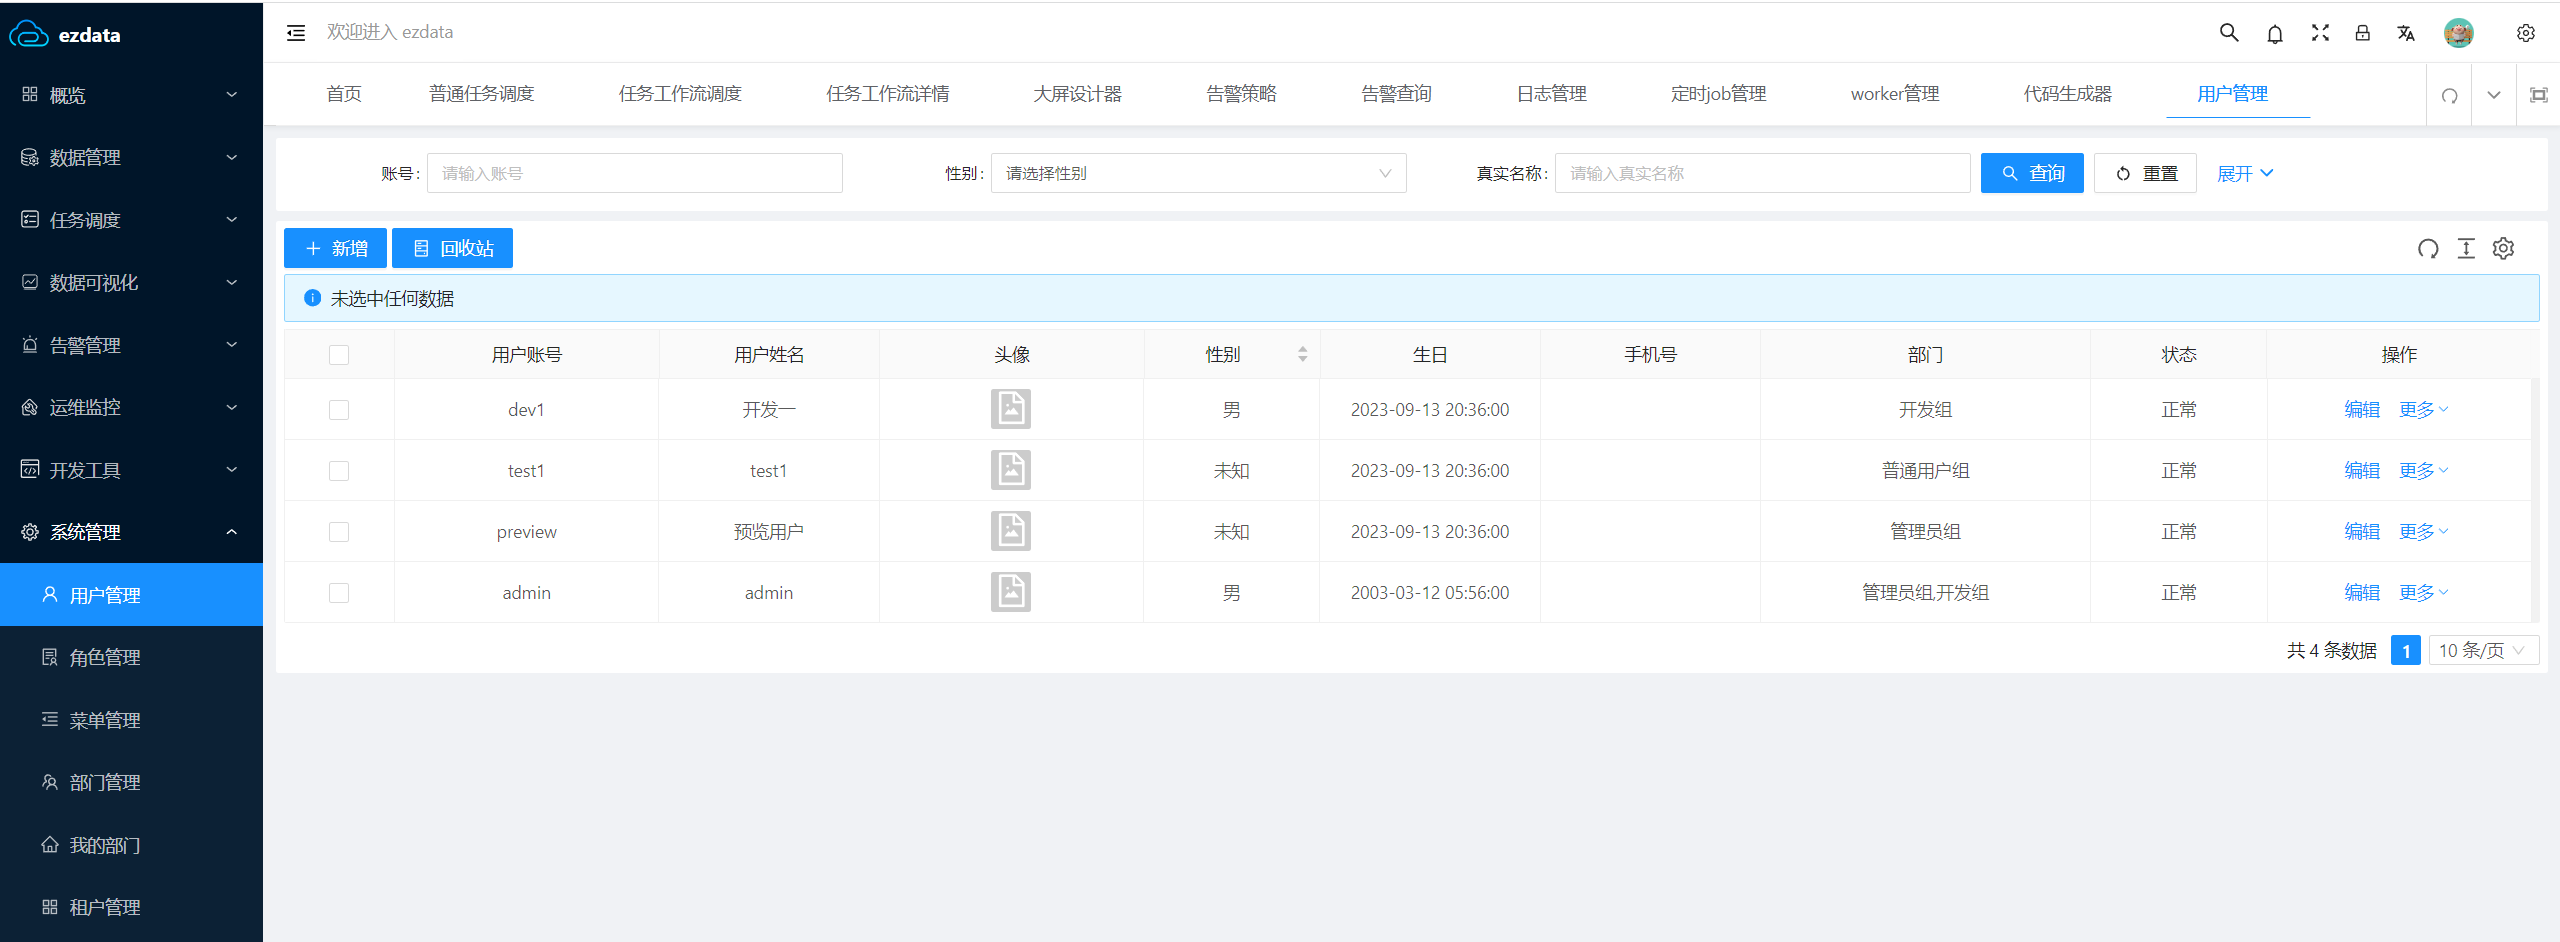 ezdata
概览
数据管理
任务调度
数据可视化
告警管理
运维监控
开发工具
系统管理
用户管理
角色管理
菜单管理
部门管理
我的部门
租户管理
欢迎进入 ezdata
首页 普通任务调度 任务工作流调度 任务工作流详情 大屏设计器 告警策略 告警查询 日志管理 定时job管理 worker管理 代码生成器 用户管理
账号: 请输入账号 性别: 请选择性别 真实名称: 请输入真实名称 查询 重置 展开
新增 回收站
未选中任何数据
用户账号 用户姓名 头像 性别 生日 手机号 部门 状态 操作
dev1 开发一 男 2023-09-13 20:36:00 开发组 正常 编辑 更多
test1 test1 未知 2023-09-13 20:36:00 普通用户组 正常 编辑 更多
preview 预览用户 未知 2023-09-13 20:36:00 管理员组 正常 编辑 更多
admin admin 男 2003-03-12 05:56:00 管理员组,开发组 正常 编辑 更多
共 4 条数据 1 10 条/页